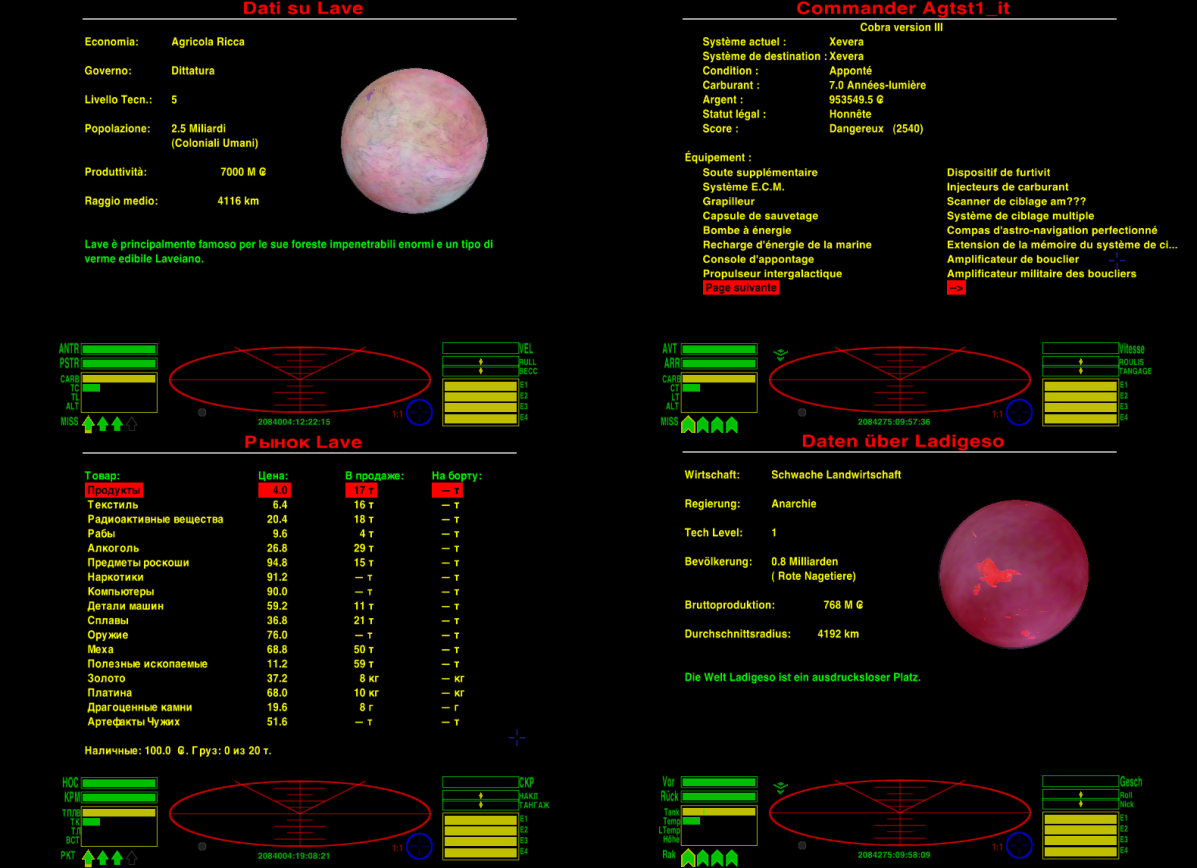 Dati su Lave
Economia: Agricola Ricca
Governo: Dittatura
Livello Tecn.: 5
Popolazione: 2.5 Miliardi
(Coloniali Umani)
Produttività: 7000 M ₢
Raggio medio: 4116 km
Lave è principalmente famoso per le sue foreste impenetrabili enormi e un tipo di
verme edibile Laveiano.
ANTR
PSTR
CARB
TC
TL
ALT
MISS
1:1
2084004:12:22:15
VEL
RULL
BECC
E1
E2
E3
E4
Commander Agtst1_it
Cobra version III
Système actuel : Xevera
Système de destination : Xevera
Condition : Apponté
Carburant : 7.0 Années-lumière
Argent : 953549.5 ₢
Statut légal : Honnête
Score : Dangereux (2540)
Équipement :
Soute supplémentaire Dispositif de furtivit
Système E.C.M. Injecteurs de carburant
Grapilleur Scanner de ciblage am???
Capsule de sauvetage Système de ciblage multiple
Bombe à énergie Compas d'astro-navigation perfectionné
Recharge d'énergie de la marine Extension de la mémoire du système de ci...
Console d'appontage Amplificateur de bouclier
Propulseur intergalactique Amplificateur militaire des boucliers
Page suivante -->
AVT
ARR
CARB
CT
LT
ALT
MISS
1:1
2084275:09:57:36
Vitesse
ROULIS
TANGAGE
E1
E2
E3
E4
Рынок Lave
Товар: Цена: В продаже: На борту:
Продукты 4.0 17 т — т
Текстиль 6.4 16 т — т
Радиоактивные вещества 20.4 18 т — т
Рабы 9.6 4 т — т
Алкоголь 26.8 29 т — т
Предметы роскоши 94.8 15 т — т
Наркотики 91.2 — т — т
Компьютеры 90.0 — т — т
Детали машин 59.2 11 т — т
Сплавы 36.8 21 т — т
Оружие 76.0 — т — т
Меха 68.8 50 т — т
Полезные ископаемые 11.2 59 т — т
Золото 37.2 8 кг — кг
Платина 68.0 10 кг — кг
Драгоценные камни 19.6 8 г — г
Артефакты Чужих 51.6 — т — т
Наличные: 100.0 ₢. Груз: 0 из 20 т.
НОС
КРМ
ТПЛВ
ТК
ТЛ
ВСТ
РКТ
1:1
2084004:19:08:21
СКР
НАКЛ
ТАНГАЖ
E1
E2
E3
E4
Daten über Ladigeso
Wirtschaft: Schwache Landwirtschaft
Regierung: Anarchie
Tech Level: 1
Bevölkerung: 0.8 Milliarden
( Rote Nagetiere)
Bruttoproduktion: 768 M ₢
Durchschnittsradius: 4192 km
Die Welt Ladigeso ist ein ausdrucksloser Platz.
Vor
Rück
Tank
Temp
LTemp
Höhe
Rak
1:1
2084275:09:58:09
Gesch
Roll
Nick
E1
E2
E3
E4